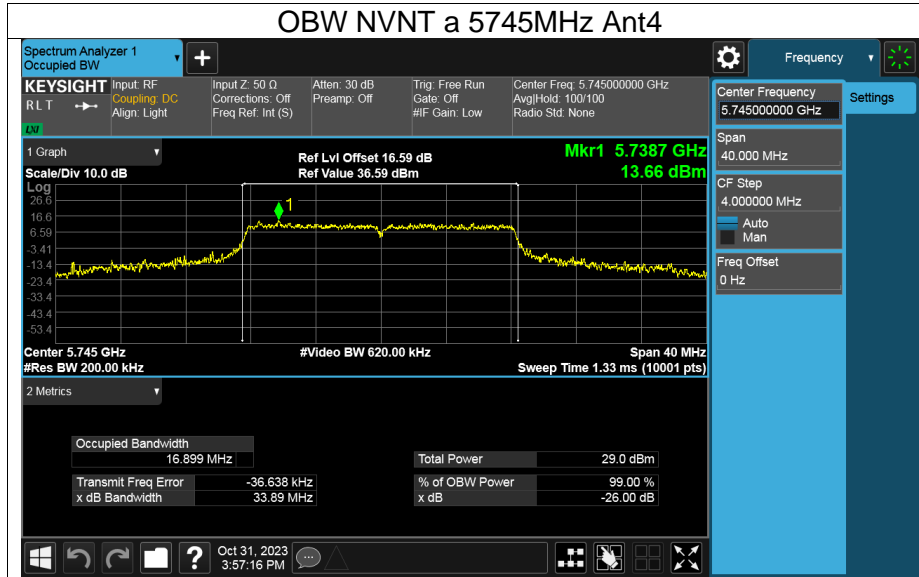 OBW NVNT a 5745MHz Ant4
Spectrum Analyzer 1
Occupied BW
Frequency
KEYSIGHT
R L T
LXI
Input: RF
Coupling: DC
Align: Light
Input Z: 50 Ω
Corrections: Off
Freq Ref: Int (S)
Atten: 30 dB
Preamp: Off
Trig: Free Run
Gate: Off
#IF Gain: Low
Center Freq: 5.745000000 GHz
Avg|Hold: 100/100
Radio Std: None
Center Frequency
5.745000000 GHz
Settings
Span
40.000 MHz
CF Step
4.000000 MHz
Auto
Man
Freq Offset
0 Hz
1 Graph
Scale/Div 10.0 dB
Ref Lvl Offset 16.59 dB
Ref Value 36.59 dBm
Mkr1 5.7387 GHz
13.66 dBm
Log
26.6
16.6
6.59
-3.41
-13.4
-23.4
-33.4
-43.4
-53.4
1
Center 5.745 GHz
#Video BW 620.00 kHz
Span 40 MHz
#Res BW 200.00 kHz
Sweep Time 1.33 ms (10001 pts)
2 Metrics
Occupied Bandwidth
16.899 MHz
Total Power 29.0 dBm
Transmit Freq Error -36.638 kHz
% of OBW Power 99.00 %
x dB Bandwidth 33.89 MHz
x dB -26.00 dB
?
Oct 31, 2023
3:57:16 PM